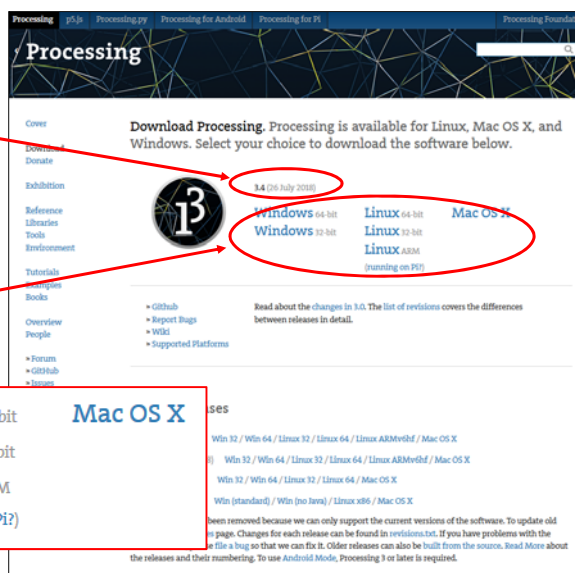 Processing p5.js Processing.py Processing for Android Processing for Pi Processing Foundat
Processing
Cover
Download
Donate
Exhibition
Reference
Libraries
Tools
Environment
Tutorials
Examples
Books
Overview
People
» Forum
» GitHub
» Issues
Download Processing. Processing is available for Linux, Mac OS X, and
Windows. Select your choice to download the software below.
3.4 (26 July 2018)
Windows 64-bit Linux 64-bit Mac OS X
Windows 32-bit Linux 32-bit
Linux ARM
(running on Pi?)
» Github
» Report Bugs
» Wiki
» Supported Platforms
Read about the changes in 3.0. The list of revisions covers the differences
between releases in detail.
bit Mac OS X
bit
M
Pi?)
ses
Win 32 / Win 64 / Linux 32 / Linux 64 / Linux ARMv6hf / Mac OS X
) Win 32 / Win 64 / Linux 32 / Linux 64 / Linux ARMv6hf / Mac OS X
Win 32 / Win 64 / Linux 32 / Linux 64 / Mac OS X
Win (standard) / Win (no Java) / Linux x86 / Mac OS X
been removed because we can only support the current versions of the software. To update old
es page. Changes for each release can be found in revisions.txt. If you have problems with the
e file a bug so that we can fix it. Older releases can also be built from the source. Read More about
the releases and their numbering. To use Android Mode, Processing 3 or later is required.